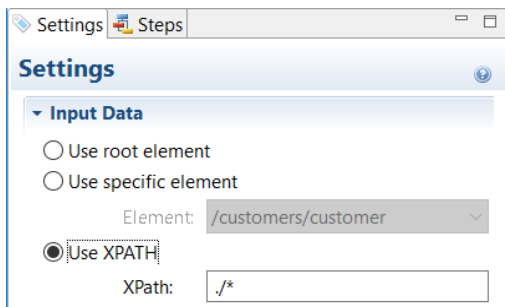 Settings Steps
Settings
Input Data
Use root element
Use specific element
Element: /customers/customer
Use XPATH
XPath: ./*